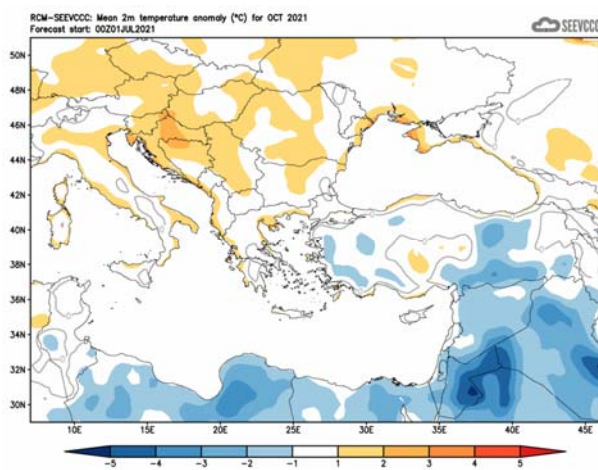 RCM-SEEVCCC: Mean 2m temperature anomaly (°C) for OCT 2021
Forecast start: 00Z01JUL2021
SEEVCCC
50N
48N
46N
44N
42N
40N
38N
36N
34N
32N
30N
10E 15E 20E 25E 30E 35E 40E 45E
-5 -4 -3 -2 -1 1 2 3 4 5